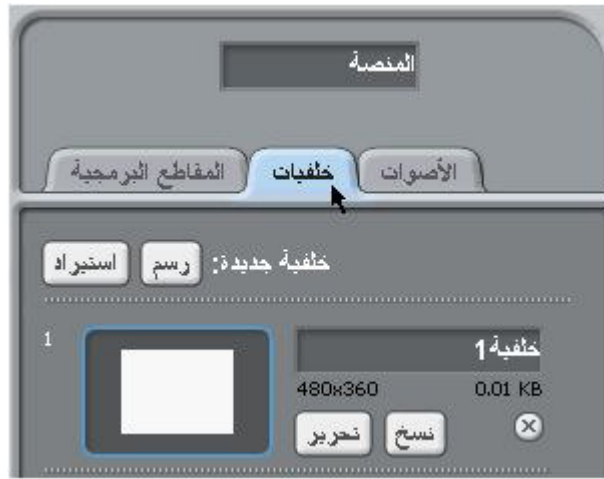 المنصة
المقاطع البرمجية خلفيات الأصوات
خلفية جديدة: رسم استيراد
1
خلفية1
480x360 0.01 KB
تحرير نسخ